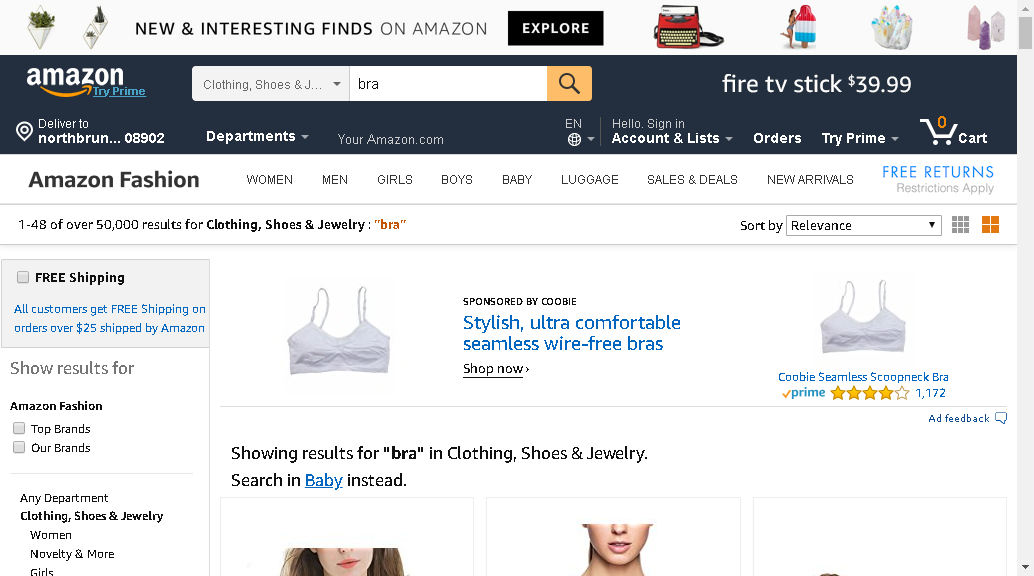 NEW & INTERESTING FINDS ON AMAZON EXPLORE
amazon
Try Prime
Clothing, Shoes & J... bra
fire tv stick $39.99
Deliver to
northbrun... 08902
Departments
Your Amazon.com
EN
Hello. Sign in
Account & Lists
Orders
Try Prime
0
Cart
Amazon Fashion
WOMEN MEN GIRLS BOYS BABY LUGGAGE SALES & DEALS NEW ARRIVALS
FREE RETURNS
Restrictions Apply
1-48 of over 50,000 results for Clothing, Shoes & Jewelry : "bra"
Sort by Relevance
FREE Shipping
All customers get FREE Shipping on
orders over $25 shipped by Amazon
Show results for
Amazon Fashion
Top Brands
Our Brands
Any Department
Clothing, Shoes & Jewelry
Women
Novelty & More
Girls
SPONSORED BY COOBIE
Stylish, ultra comfortable
seamless wire-free bras
Shop now ›
Coobie Seamless Scoopneck Bra
prime 1,172
Ad feedback
Showing results for "bra" in Clothing, Shoes & Jewelry.
Search in Baby instead.